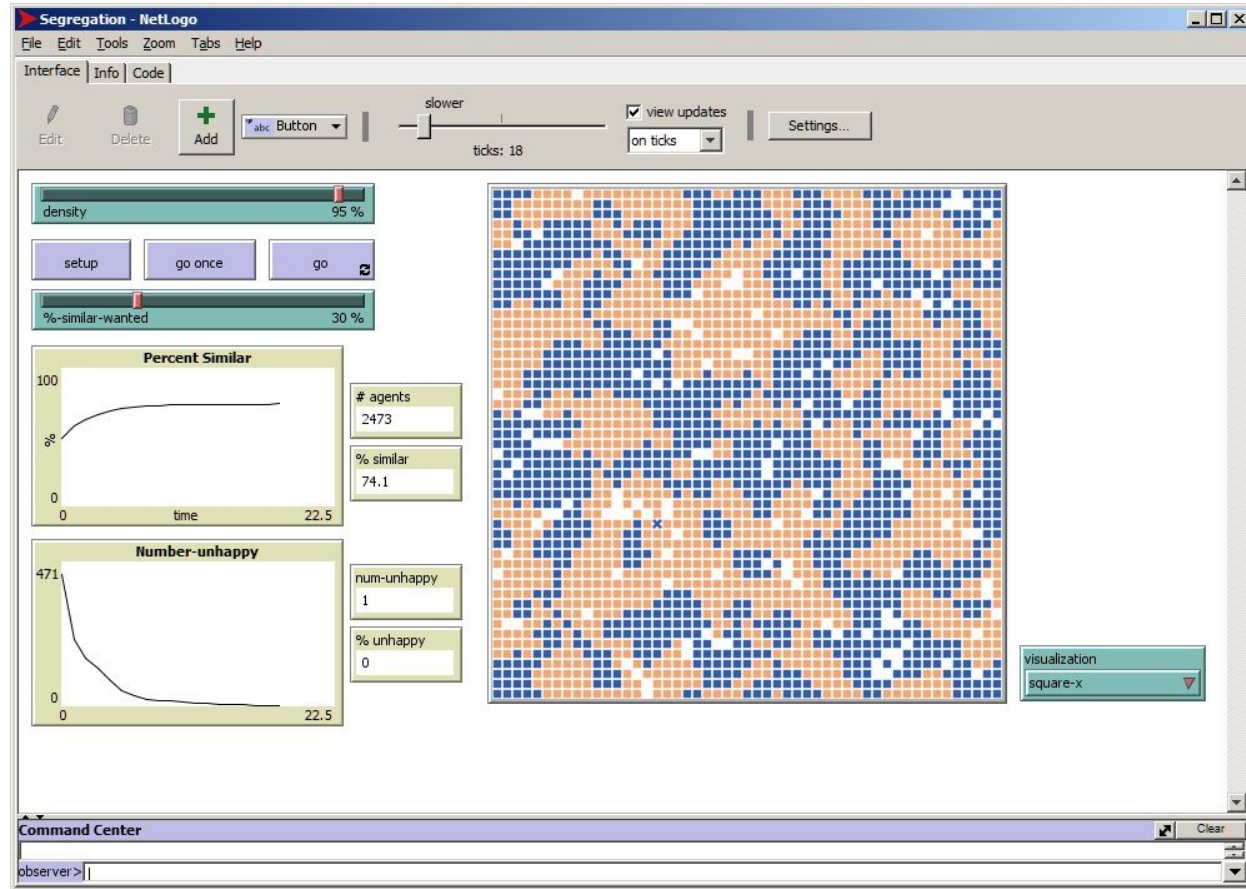 Segregation - NetLogo
File Edit Tools Zoom Tabs Help
Interface Info Code
Edit Delete Add abc Button slower ticks: 18 view updates on ticks Settings...
density 95 %
setup go once go
%-similar-wanted 30 %
Percent Similar
100
%
0
0 time 22.5
# agents
2473
% similar
74.1
Number-unhappy
471
0
0 22.5
num-unhappy
1
% unhappy
0
visualization
square-x
Command Center Clear
observer>